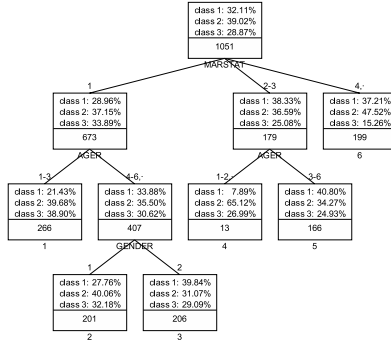 class 1: 32.11%
class 2: 39.02%
class 3: 28.87%
1051
MARSTAT
1
2-3
4,-
class 1: 28.96%
class 2: 37.15%
class 3: 33.89%
673
AGER
class 1: 38.33%
class 2: 36.59%
class 3: 25.08%
179
AGER
class 1: 37.21%
class 2: 47.52%
class 3: 15.26%
199
6
1-3
4-6,-
1-2,-
3-6
class 1: 21.43%
class 2: 39.68%
class 3: 38.90%
266
1
class 1: 33.88%
class 2: 35.50%
class 3: 30.62%
407
GENDER
class 1: 7.89%
class 2: 65.12%
class 3: 26.99%
13
4
class 1: 40.80%
class 2: 34.27%
class 3: 24.93%
166
5
1
2
class 1: 27.76%
class 2: 40.06%
class 3: 32.18%
201
2
class 1: 39.84%
class 2: 31.07%
class 3: 29.09%
206
3